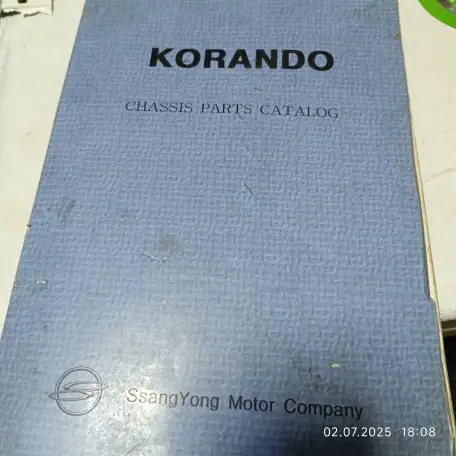 KORANDO
CHASSIS PARTS CATALOG
SsangYong Motor Company
02.07.2025 18:08